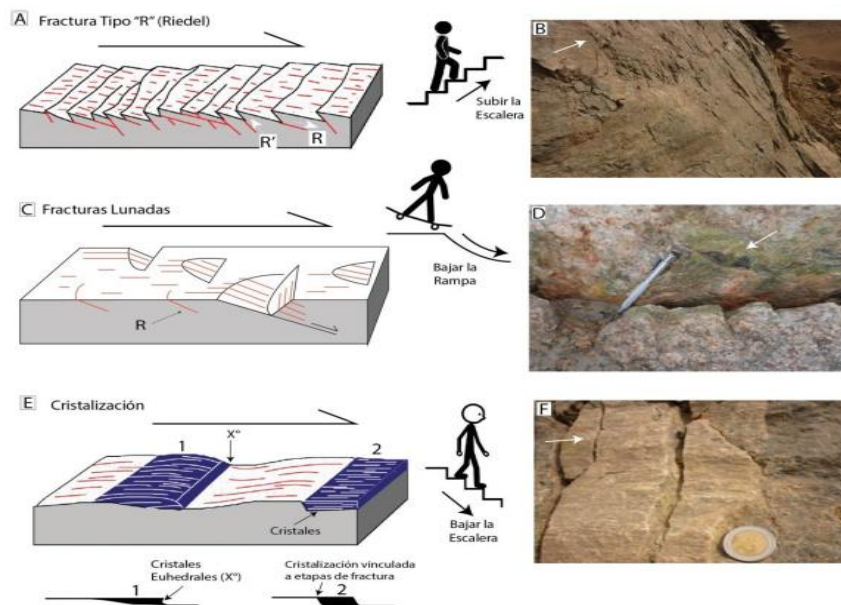 A Fractura Tipo "R" (Riedel)
R'
R
Subir la
Escalera
B
C Fracturas Lunadas
R
Bajar la
Rampa
D
E Cristalización
1
X°
2
Cristales
Bajar la
Escalera
F
Cristales
Euhedrales (X°)
1
Cristalización vinculada
a etapas de fractura
2